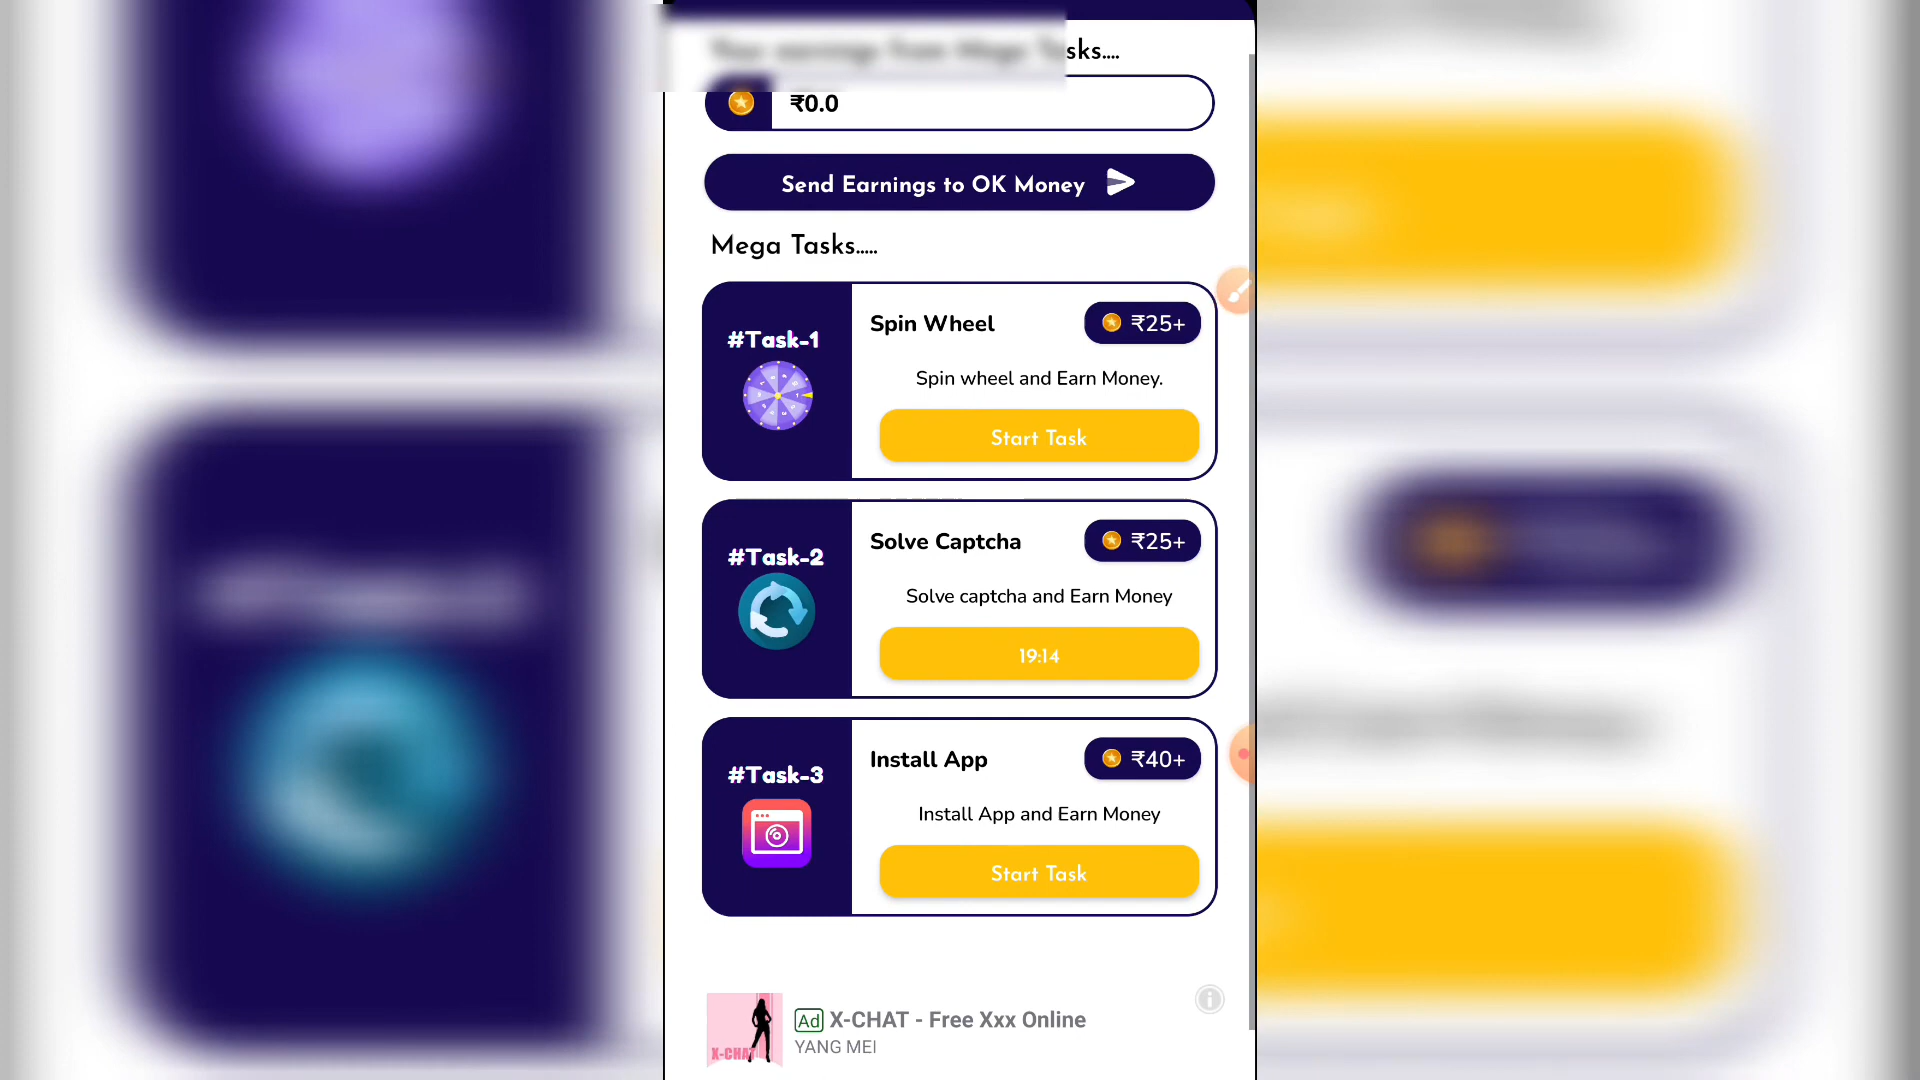 sks....
₹0.0
Send Earnings to OK Money
Mega Tasks.....
#Task-1
Spin Wheel
₹25+
Spin wheel and Earn Money.
Start Task
#Task-2
Solve Captcha
₹25+
Solve captcha and Earn Money
19:14
#Task-3
Install App
₹40+
Install App and Earn Money
Start Task
Ad X-CHAT - Free Xxx Online
YANG MEI
X-CHAT